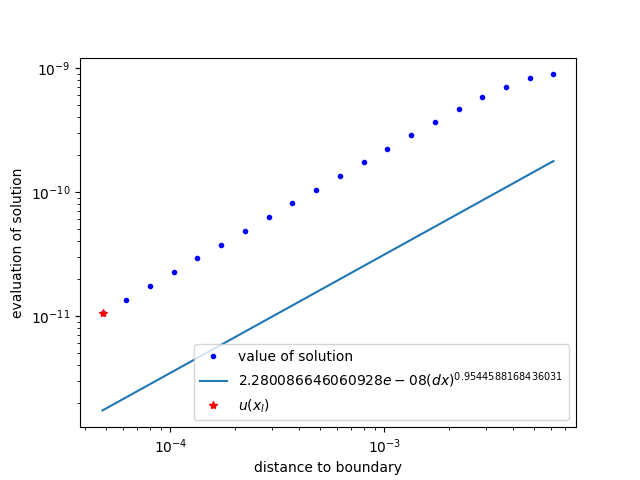 10⁻⁹
10⁻¹⁰
10⁻¹¹
evaluation of solution
value of solution
2.280086646060928e − 08(dx)^0.9544588168436031
u(x_l)
10⁻⁴
10⁻³
distance to boundary